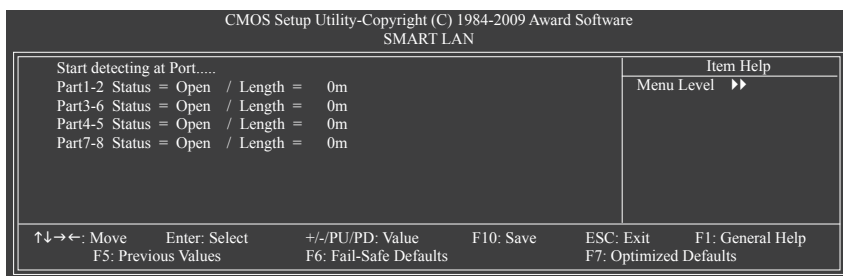 CMOS Setup Utility-Copyright (C) 1984-2009 Award Software
SMART LAN
Start detecting at Port.....
Part1-2 Status = Open / Length = 0m
Part3-6 Status = Open / Length = 0m
Part4-5 Status = Open / Length = 0m
Part7-8 Status = Open / Length = 0m
Item Help
Menu Level ▶▶
↑↓→←: Move Enter: Select +/-/PU/PD: Value F10: Save ESC: Exit F1: General Help
F5: Previous Values F6: Fail-Safe Defaults F7: Optimized Defaults